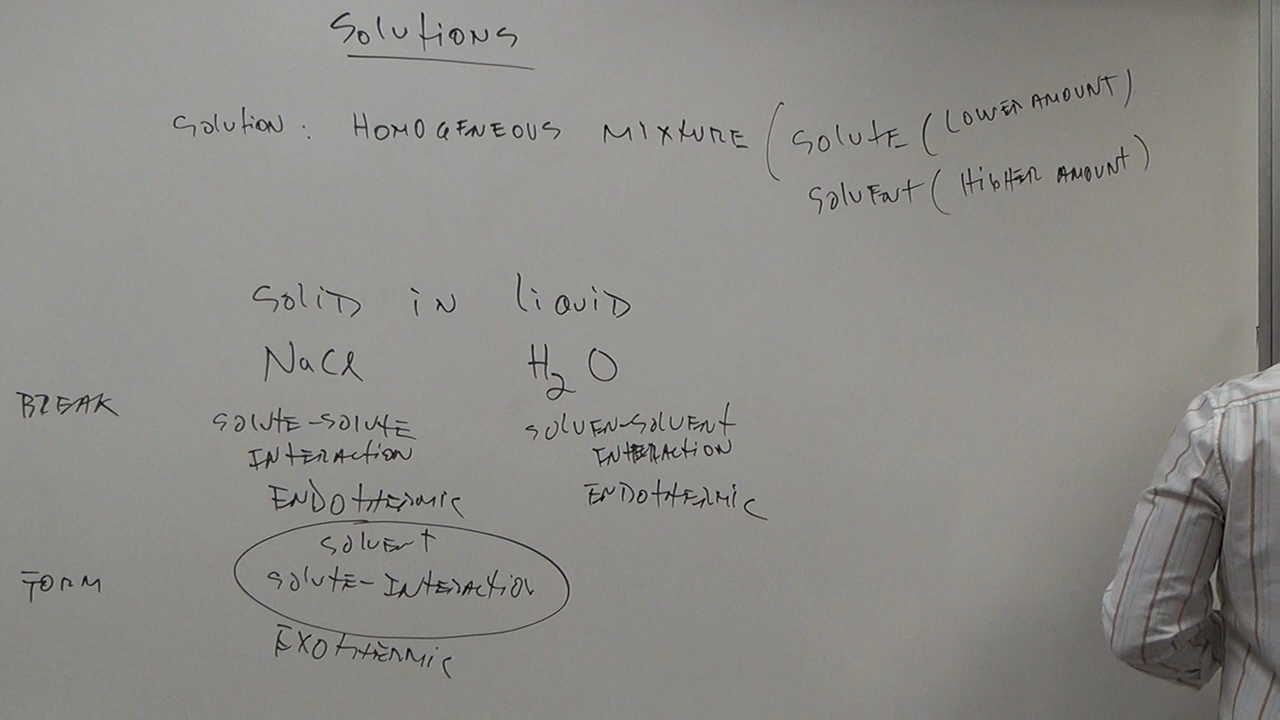 Solutions
Solution: HOMOGENEOUS MIXTURE ( SOLUTE ( LOWER AMOUNT )
SOLVENT ( HIGHER AMOUNT )
SOLID IN LIQUID
NaCl H2O
BREAK SOLUTE-SOLUTE SOLVEN-SOLVENT
INTERACTION INTERACTION
ENDOTHERMIC ENDOTHERMIC
SOLVENT
FORM SOLUTE-INTERACTION
EXOTHERMIC